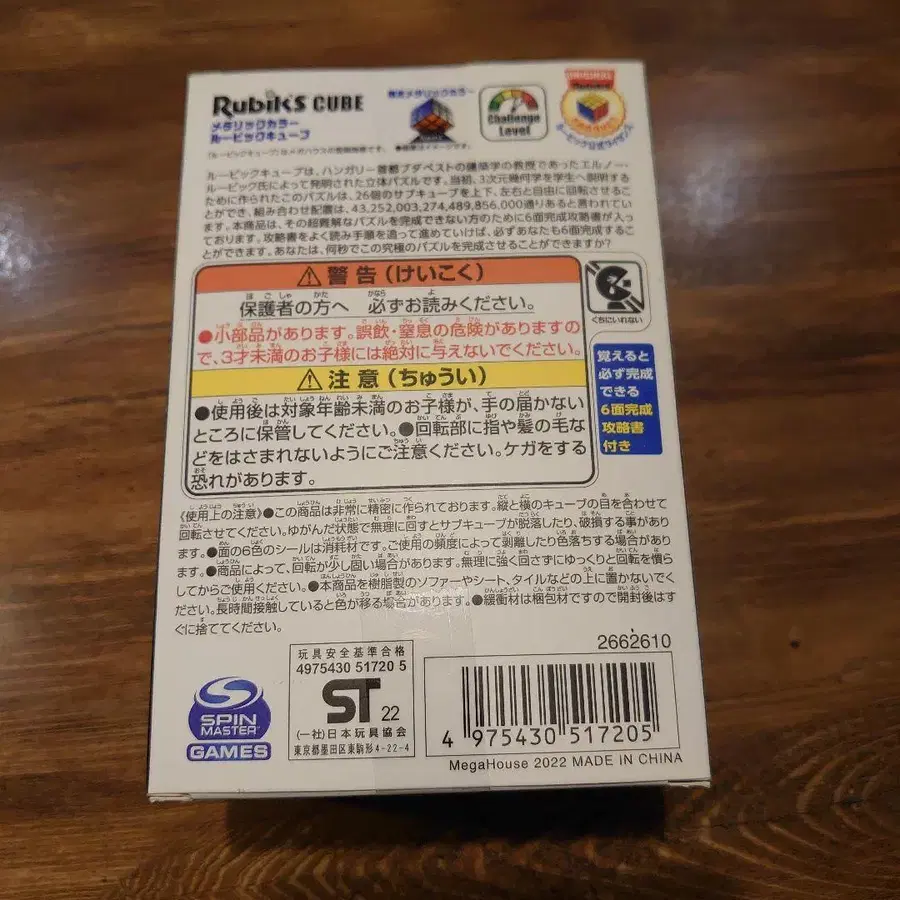 RUBIK'S CUBE
メタリックカラー
ルービックキューブ
「ルービックキューブ」はメガハウスの登録商標です。
Challenge
Level
ORIGINAL
ルービックキューブは、ハンガリー首都ブダペストの建築学の教授であったエルノー・
ルービック氏によって発明された立体パズルです。当初、3次元幾何学を学生へ説明する
ために作られたこのパズルは、26個のサブキューブを上下、左右と自由に回転させるこ
とができ、組み合わせ配置は、43,252,003,274,489,856,000通りあると言われてい
ます。本商品は、その超難解なパズルを完成できない方のために6面完成攻略書が入っ
ております。攻略書をよく読み手順を追って進めていけば、必ずあなたも6面完成するこ
とができます。あなたは、何秒でこの究極のパズルを完成させることができますか?
警告(けいこく)
保護者の方へ 必ずお読みください。
●小部品があります。誤飲・窒息の危険がありますの
で、3才未満のお子様には絶対に与えないでください。
注意(ちゅうい)
●使用後は対象年齢未満のお子様が、手の届かない
ところに保管してください。●回転部に指や髪の毛な
どをはさまれないようにご注意ください。ケガをする
恐れがあります。
くちにいれない
覚えると
必ず完成
できる
6面完成
攻略書
付き
《使用上の注意》●この商品は非常に精密に作られております。縦と横のキューブの目を合わせて
回転させてください。ゆがんだ状態で無理に回すとサブキューブが脱落したり、破損する事があり
ます。●面の6色のシールは消耗材です。ご使用の頻度によって剥離したり色落ちする場合があり
ます。●商品によって、回転が少し固い場合があります。無理に強く回さずにゆっくりと回転を慣ら
してからご使用ください。●本商品を樹脂製のソファーやシート、タイルなどの上に置かないでく
ださい。長時間接触していると色が移る場合があります。●緩衝材は梱包材ですので開封後はす
ぐに捨ててください。
2662610
SPIN
MASTER
GAMES
玩具安全基準合格
4975430 51720 5
ST 22
(一社)日本玩具協会
東京都墨田区東駒形4-22-4
4 975430 517205
MegaHouse 2022 MADE IN CHINA